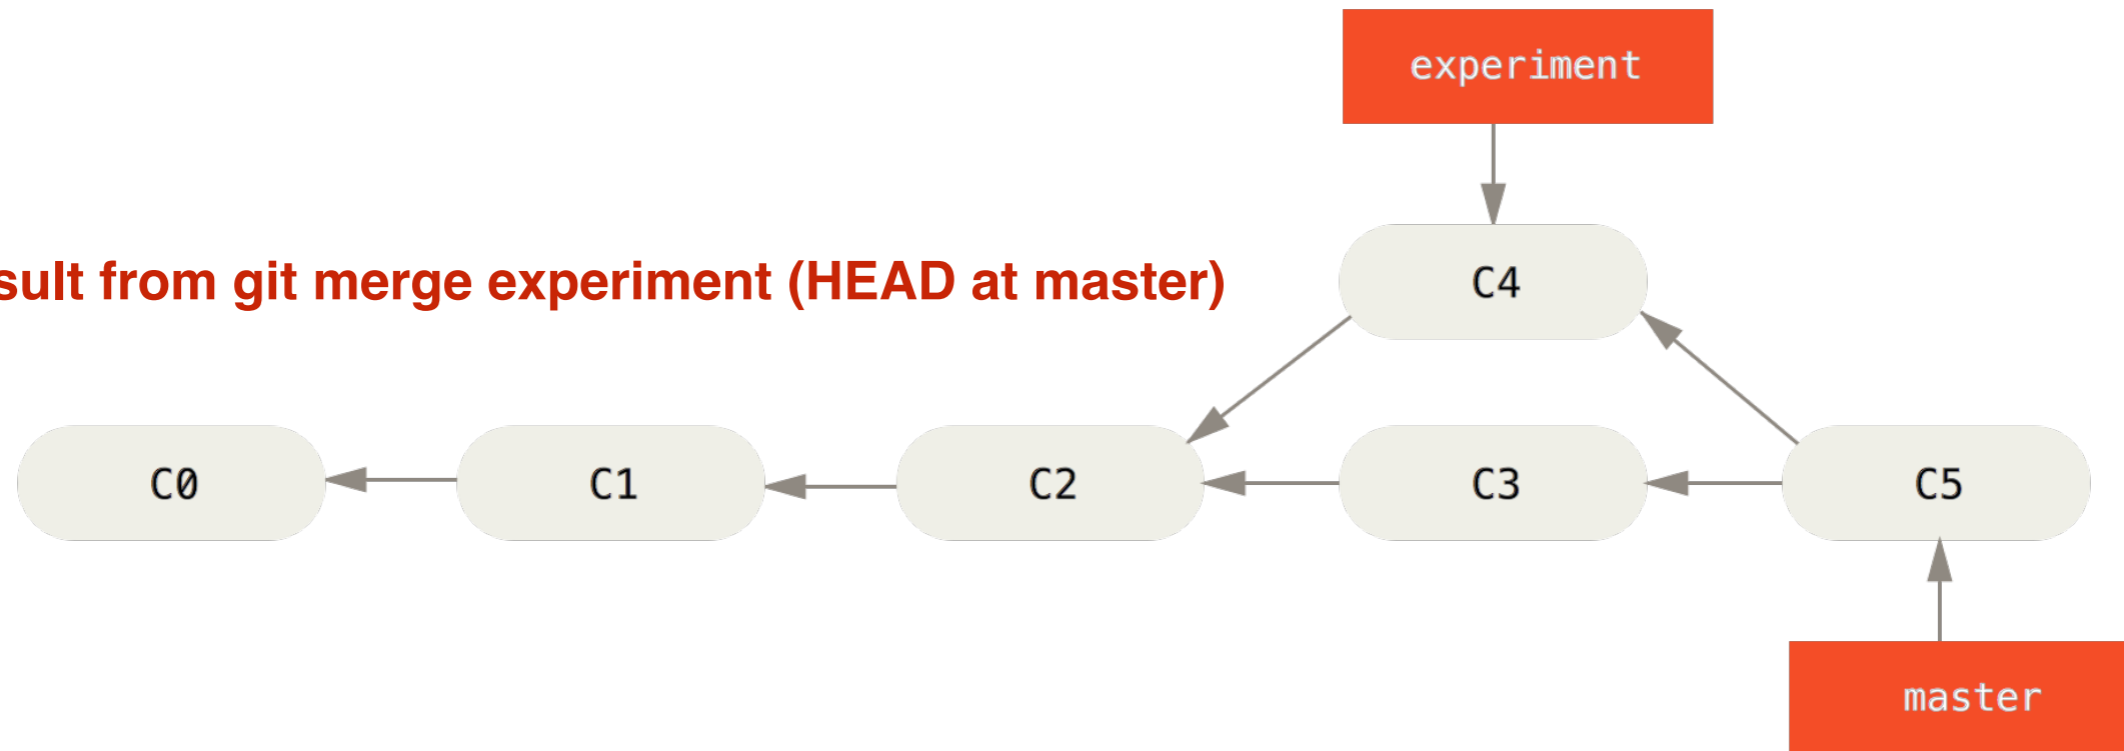 experiment
sult from git merge experiment (HEAD at master)
C4
C0 C1 C2 C3 C5
master